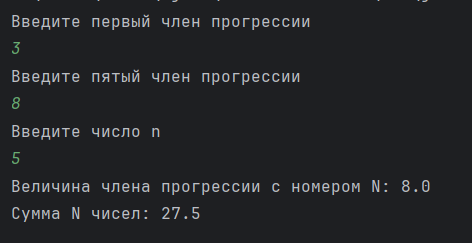 Введите первый член прогрессии
3
Введите пятый член прогрессии
8
Введите число n
5
Величина члена прогрессии с номером N: 8.0
Сумма N чисел: 27.5